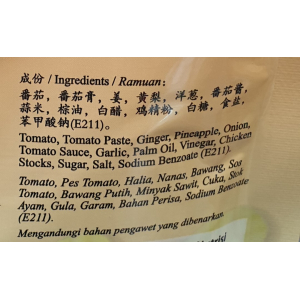 成份 / Ingredients / Ramuan:
番茄，番茄膏，姜，黄梨，洋葱，番茄酱，
蒜米，棕油，白醋，鸡精粉，白糖，食盐，
苯甲酸钠(E211)。
Tomato, Tomato Paste, Ginger, Pineapple, Onion,
Tomato Sauce, Garlic, Palm Oil, Vinegar, Chicken
Stocks, Sugar, Salt, Sodium Benzoate (E211).
Tomato, Pes Tomato, Halia, Nanas, Bawang, Sos
Tomato, Bawang Putih, Minyak Sawit, Cuka, Stok
Ayam, Gula, Garam, Bahan Perisa, Sodium Benzoate
(E211).
Mengandungi bahan pengawet yang dibenarkan.